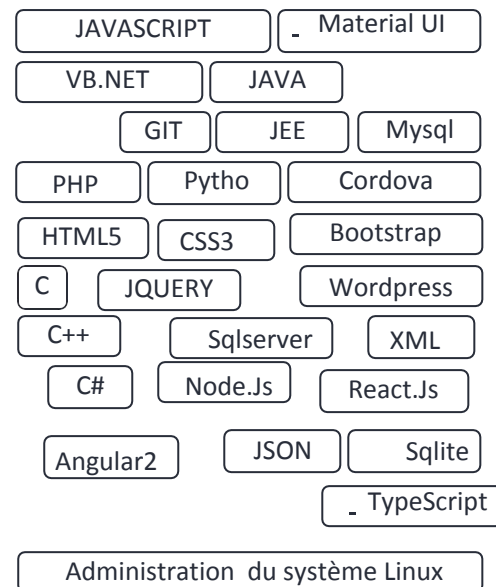 JAVASCRIPT - Material UI
VB.NET JAVA
GIT JEE Mysql
PHP Pytho Cordova
HTML5 CSS3 Bootstrap
C JQUERY Wordpress
C++ Sqlserver XML
C# Node.Js React.Js
Angular2 JSON Sqlite
- TypeScript
Administration du système Linux